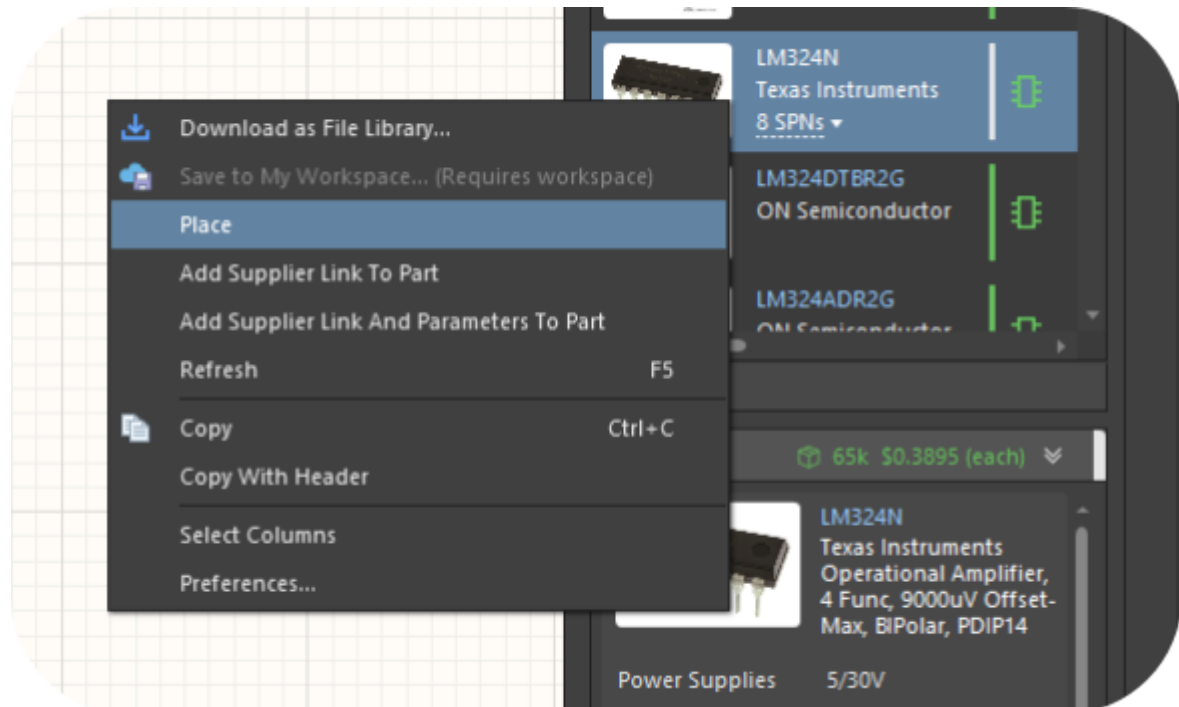 LM324N
Texas Instruments
8 SPNs
Download as File Library...
Save to My Workspace... (Requires workspace)
Place
Add Supplier Link To Part
Add Supplier Link And Parameters To Part
Refresh F5
Copy Ctrl+C
Copy With Header
Select Columns
Preferences...
LM324DTBR2G
ON Semiconductor
LM324ADR2G
ON Semiconductor
65k $0.3895 (each)
LM324N
Texas Instruments
Operational Amplifier,
4 Func, 9000uV Offset-
Max, BIPolar, PDIP14
Power Supplies 5/30V